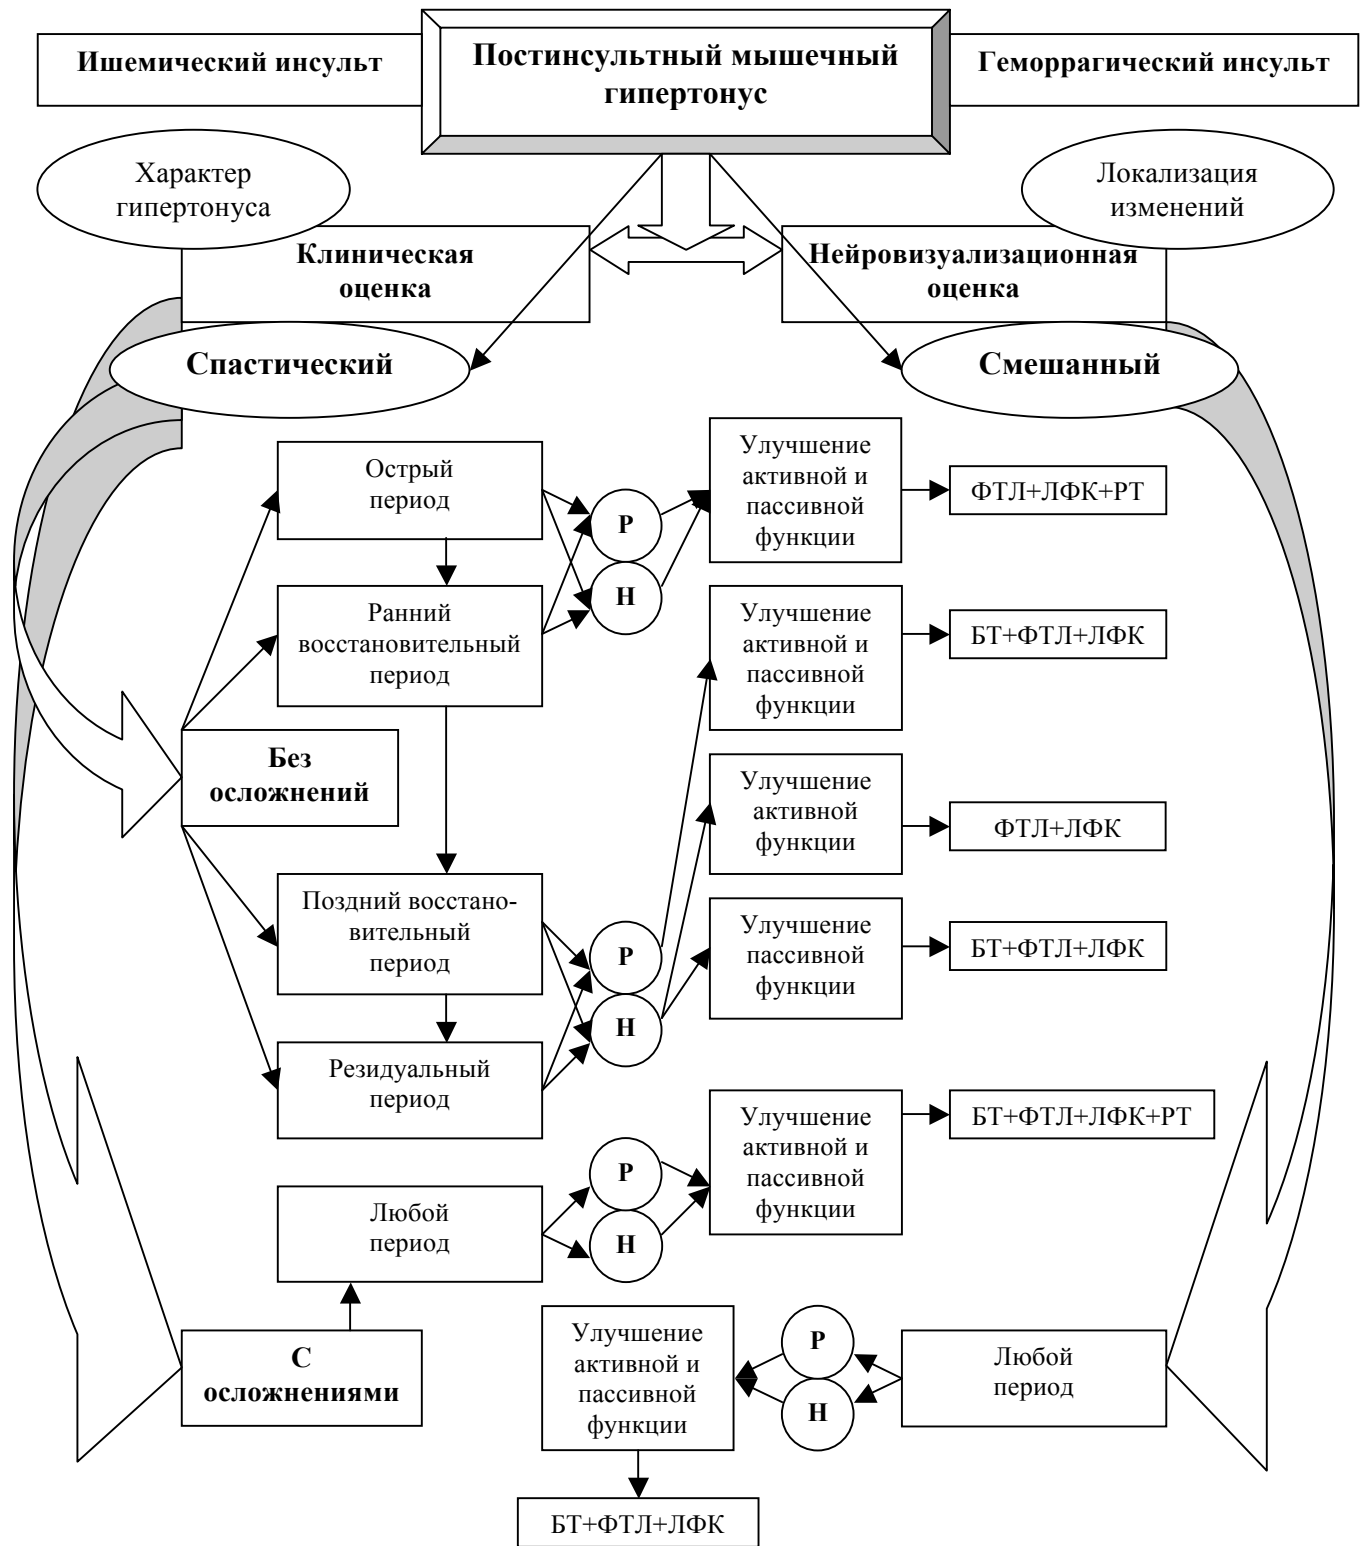 Ишемический инсульт
Постинсультный мышечный
гипертонус
Геморрагический инсульт
Характер
гипертонуса
Локализация
изменений
Клиническая
оценка
Нейровизуализационная
оценка
Спастический
Смешанный
Острый
период
Р
Н
Улучшение
активной и
пассивной
функции
ФТЛ+ЛФК+РТ
Ранний
восстановительный
период
Улучшение
активной и
пассивной
функции
БТ+ФТЛ+ЛФК
Без
осложнений
Улучшение
активной
функции
ФТЛ+ЛФК
Поздний восстано-
вительный
период
Р
Н
Улучшение
пассивной
функции
БТ+ФТЛ+ЛФК
Резидуальный
период
Улучшение
активной и
пассивной
функции
БТ+ФТЛ+ЛФК+РТ
Любой
период
Р
Н
С
осложнениями
Улучшение
активной и
пассивной
функции
Р
Н
Любой
период
БТ+ФТЛ+ЛФК